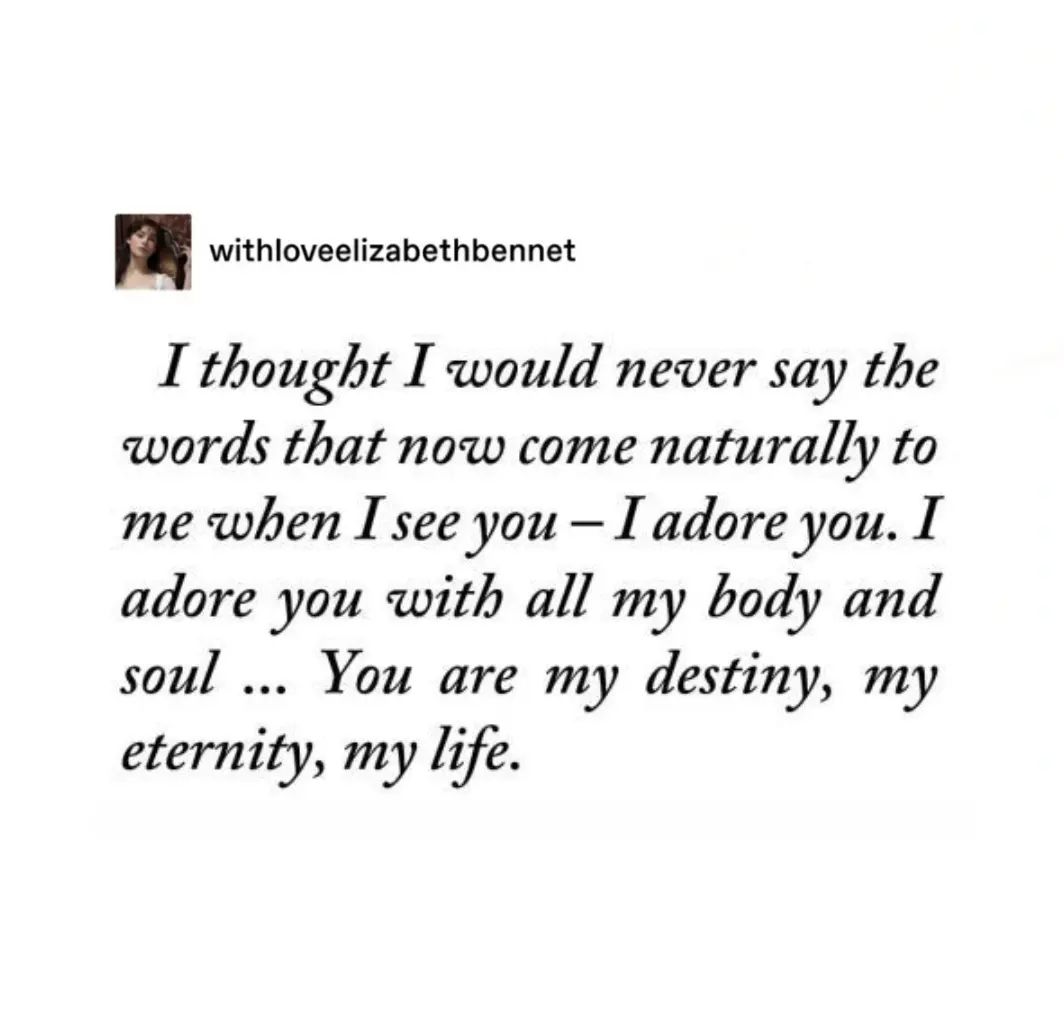 withloveelizabethbennet
I thought I would never say the
words that now come naturally to
me when I see you – I adore you. I
adore you with all my body and
soul ... You are my destiny, my
eternity, my life.